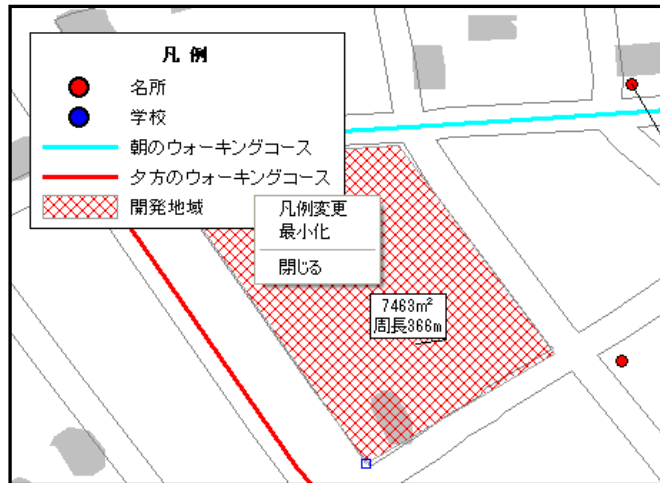 凡 例
名所
学校
朝のウォーキングコース
夕方のウォーキングコース
開発地域
凡例変更
最小化
閉じる
7463m²
周長366m